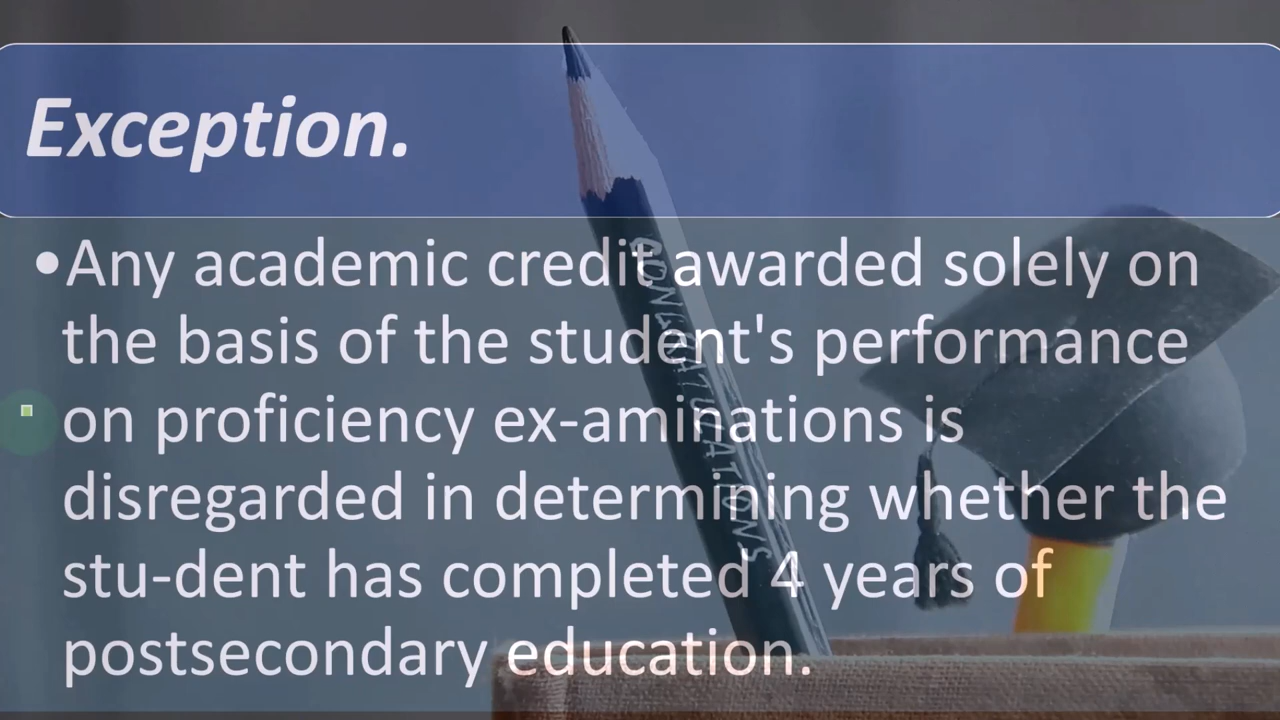 Exception.
•Any academic credit awarded solely on
the basis of the student's performance
on proficiency ex-aminations is
disregarded in determining whether the
stu-dent has completed 4 years of
postsecondary education.